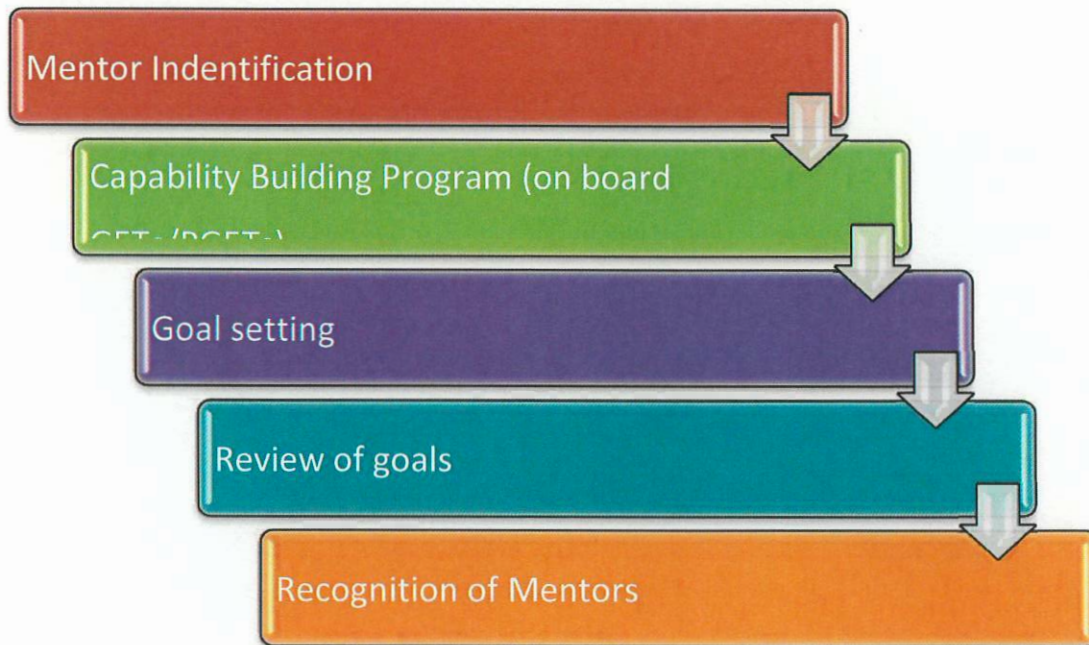 Mentor Indentification
Capability Building Program (on board
Goal setting
Review of goals
Recognition of Mentors